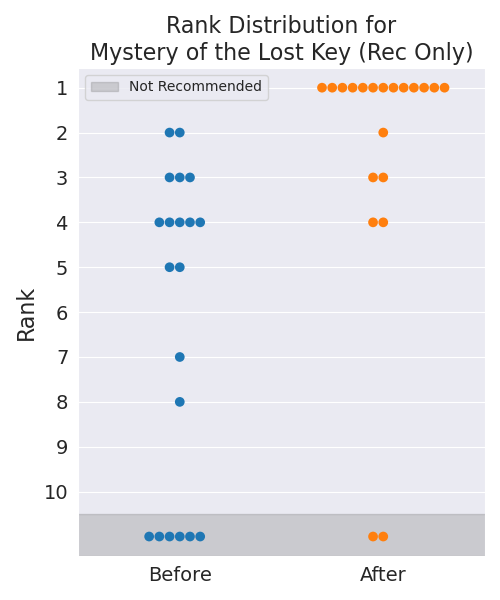 Rank Distribution for
Mystery of the Lost Key (Rec Only)
Not Recommended
1
2
3
4
5
6
7
8
9
10
Rank
Before
After